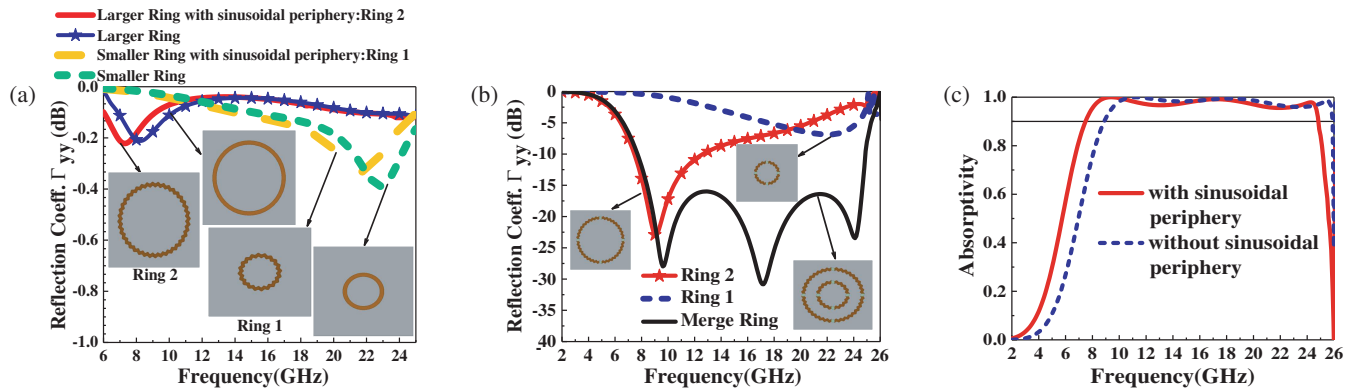 Larger Ring with sinusoidal periphery:Ring 2
Larger Ring
Smaller Ring with sinusoidal periphery:Ring 1
Smaller Ring
(a)
Reflection Coeff. Γyy (dB)
0.0
-0.2
-0.4
-0.6
-0.8
-1.0
Ring 2
Ring 1
6 8 10 12 14 16 18 20 22 24
Frequency(GHz)
(b)
Reflection Coeff. Γyy (dB)
0
-5
-10
-15
-20
-25
-30
-35
-40
Ring 2
Ring 1
Merge Ring
2 4 6 8 10 12 14 16 18 20 22 24 26
Frequency(GHz)
(c)
Absorptivity
1.0
0.8
0.6
0.4
0.2
0.0
with sinusoidal
periphery
without sinusoidal
periphery
2 4 6 8 10 12 14 16 18 20 22 24 26
Frequency(GHz)